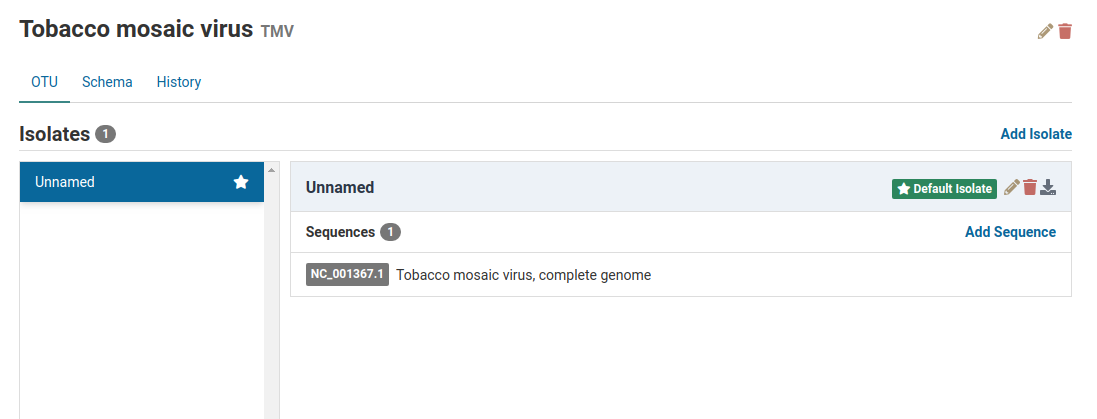 Tobacco mosaic virus TMV
OTU Schema History
Isolates 1 Add Isolate
Unnamed
Unnamed Default Isolate
Sequences 1 Add Sequence
NC_001367.1 Tobacco mosaic virus, complete genome